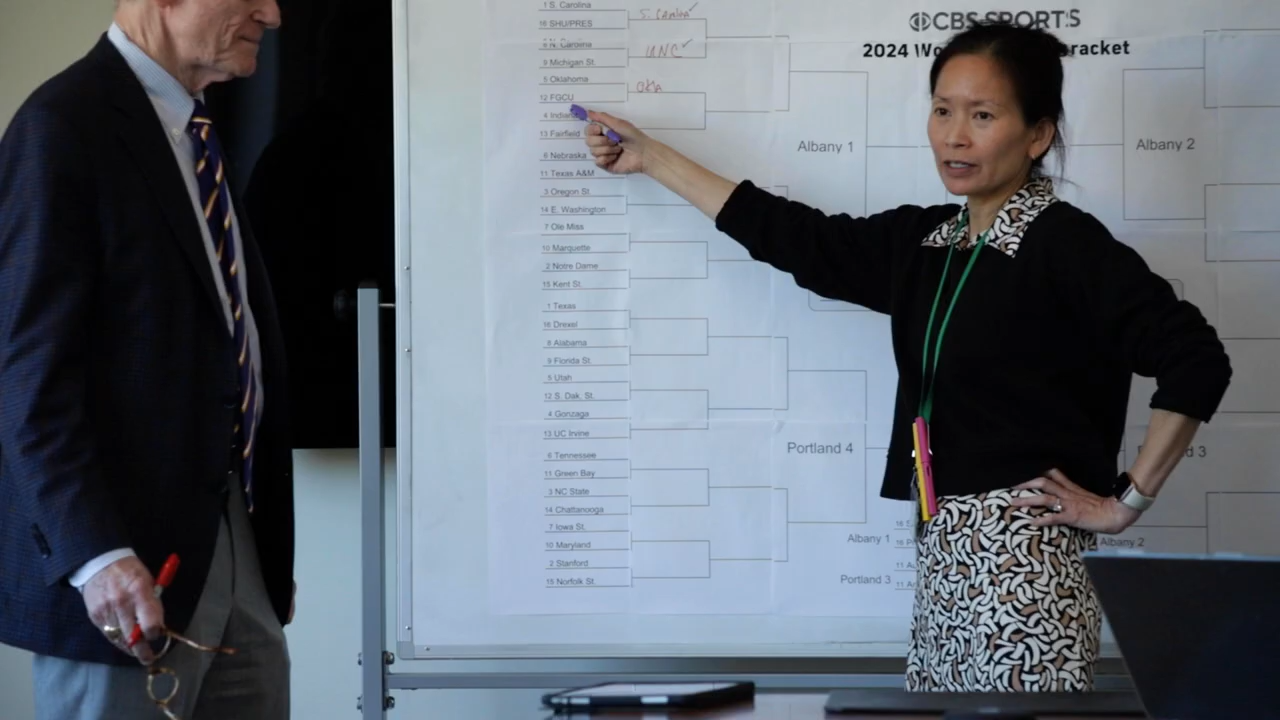 1 S. Carolina
S. Carolina✓
16 SHU/PRES
8 N. Carolina
UNC✓
9 Michigan St.
5 Oklahoma
12 FGCU
4 Indiana
13 Fairfield
6 Nebraska
11 Texas A&M
3 Oregon St.
14 E. Washington
7 Ole Miss
10 Marquette
2 Notre Dame
15 Kent St.
1 Texas
16 Drexel
8 Alabama
9 Florida St.
5 Utah
12 S. Dak. St.
4 Gonzaga
13 UC Irvine
6 Tennessee
11 Green Bay
3 NC State
14 Chattanooga
7 Iowa St.
10 Maryland
2 Stanford
15 Norfolk St.
CBS SPORTS
2024 Wo racket
Albany 1
Albany 2
Portland 4
d 3
Albany 1
Albany 2
Portland 3